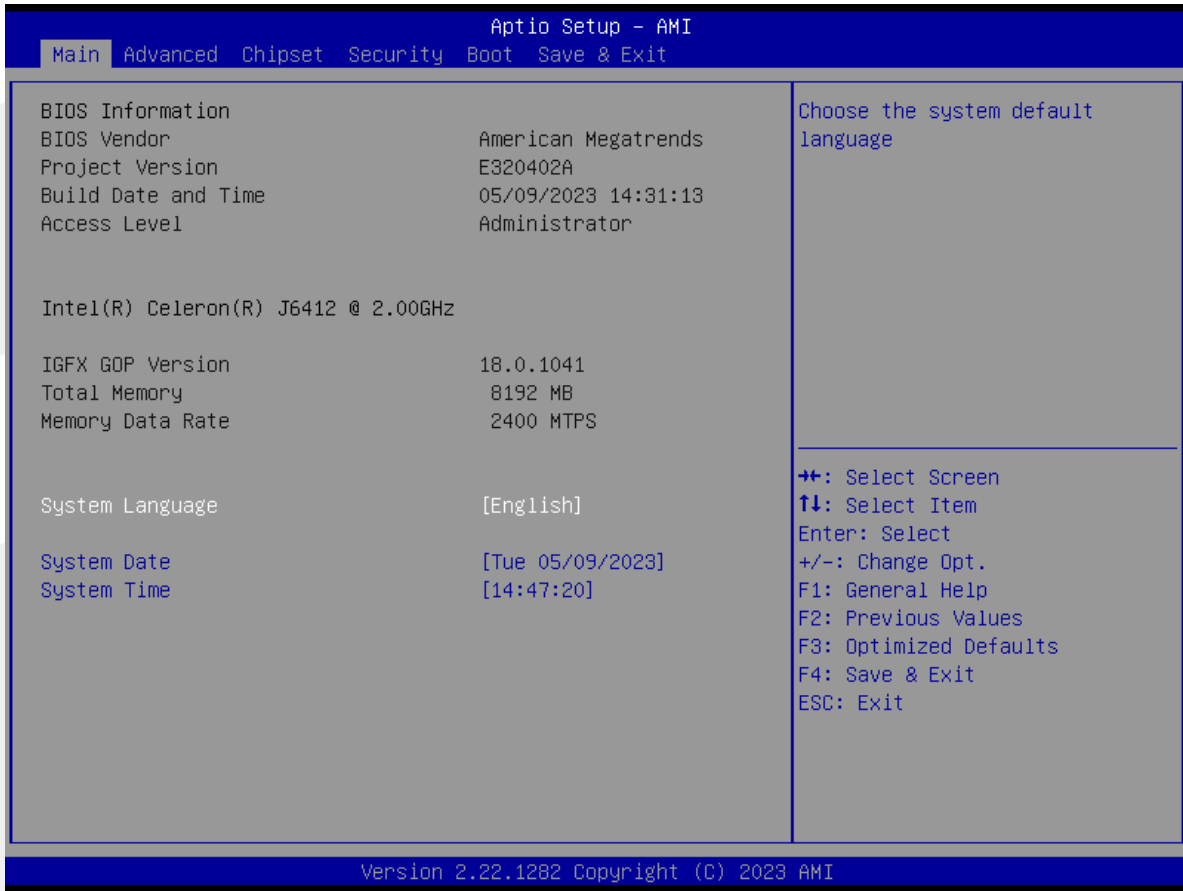 Aptio Setup – AMI
Main Advanced Chipset Security Boot Save & Exit
BIOS Information
BIOS Vendor American Megatrends
Project Version E320402A
Build Date and Time 05/09/2023 14:31:13
Access Level Administrator
Intel(R) Celeron(R) J6412 @ 2.00GHz
IGFX GOP Version 18.0.1041
Total Memory 8192 MB
Memory Data Rate 2400 MTPS
System Language [English]
System Date [Tue 05/09/2023]
System Time [14:47:20]
Choose the system default
language
→←: Select Screen
↑↓: Select Item
Enter: Select
+/-: Change Opt.
F1: General Help
F2: Previous Values
F3: Optimized Defaults
F4: Save & Exit
ESC: Exit
Version 2.22.1282 Copyright (C) 2023 AMI